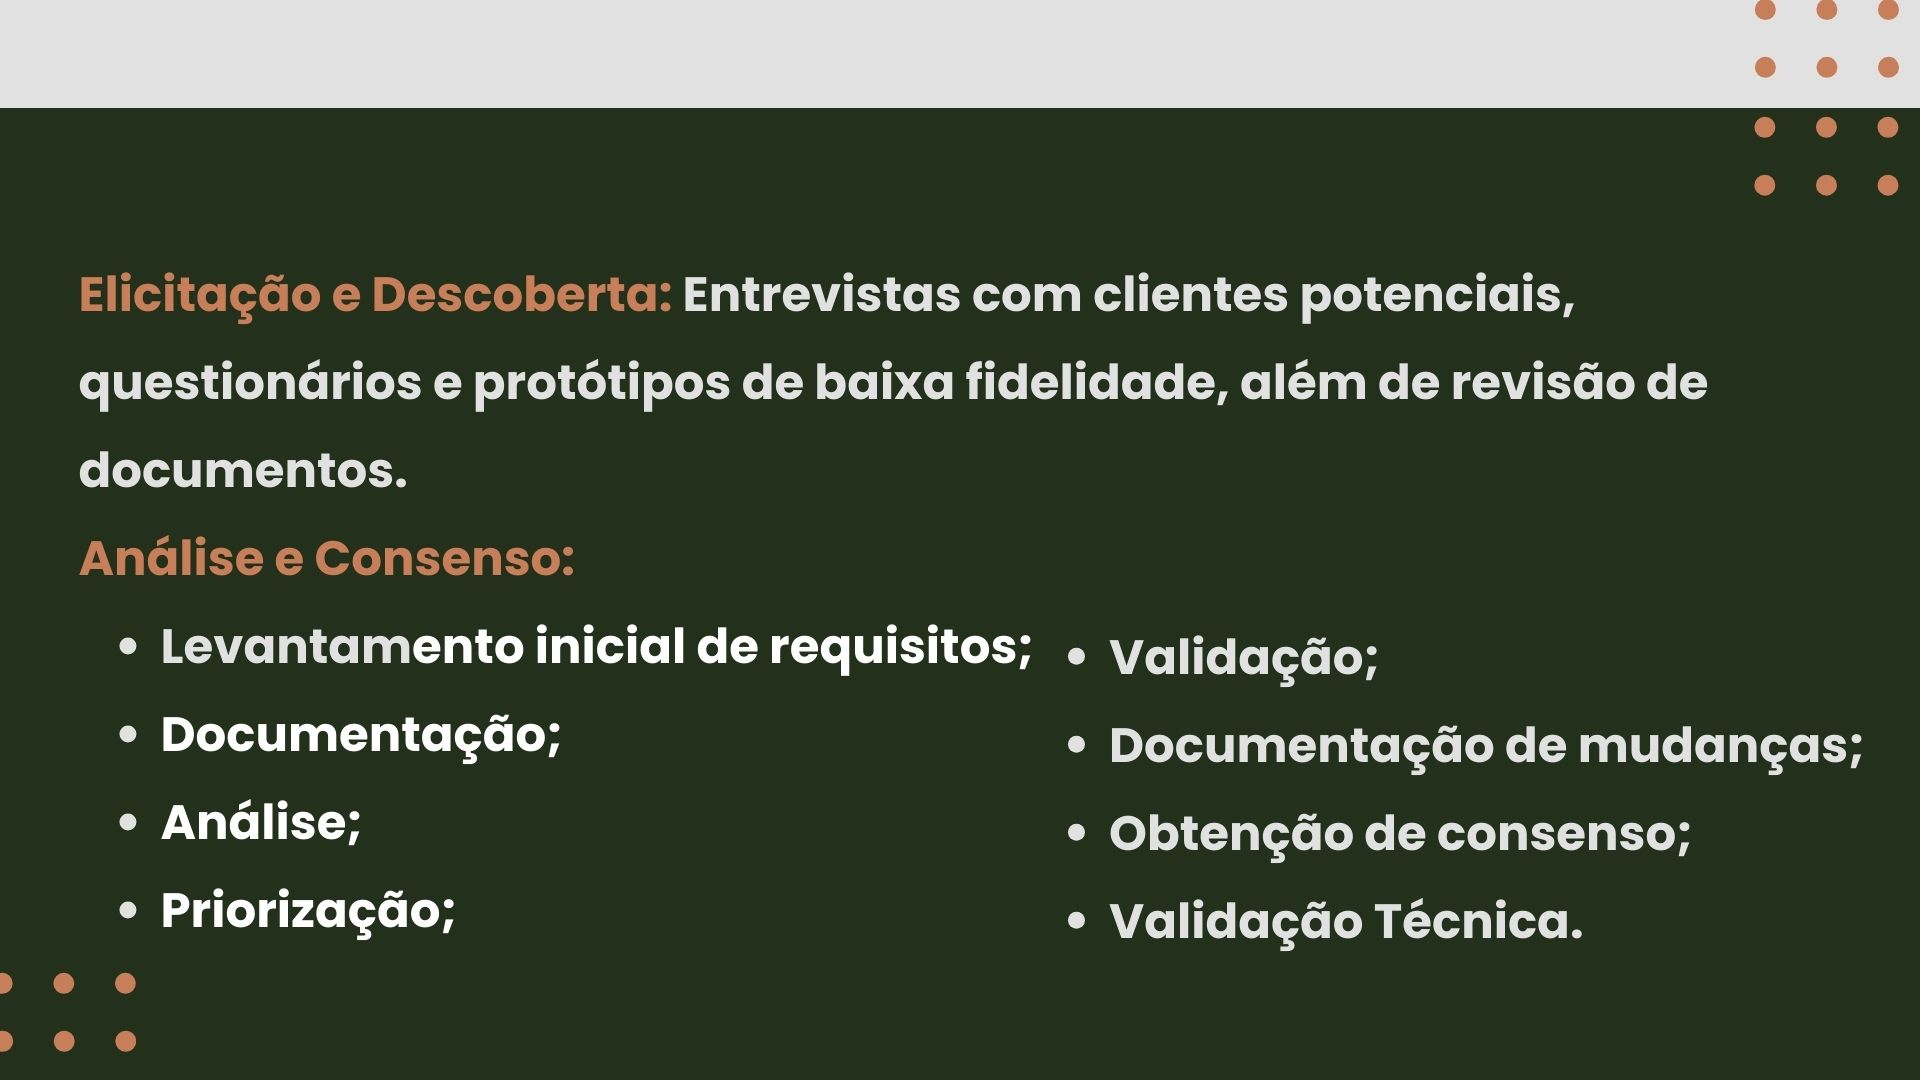 Elicitação e Descoberta: Entrevistas com clientes potenciais,
questionários e protótipos de baixa fidelidade, além de revisão de
documentos.
Análise e Consenso:
• Levantamento inicial de requisitos;
• Documentação;
• Análise;
• Priorização;
• Validação;
• Documentação de mudanças;
• Obtenção de consenso;
• Validação Técnica.